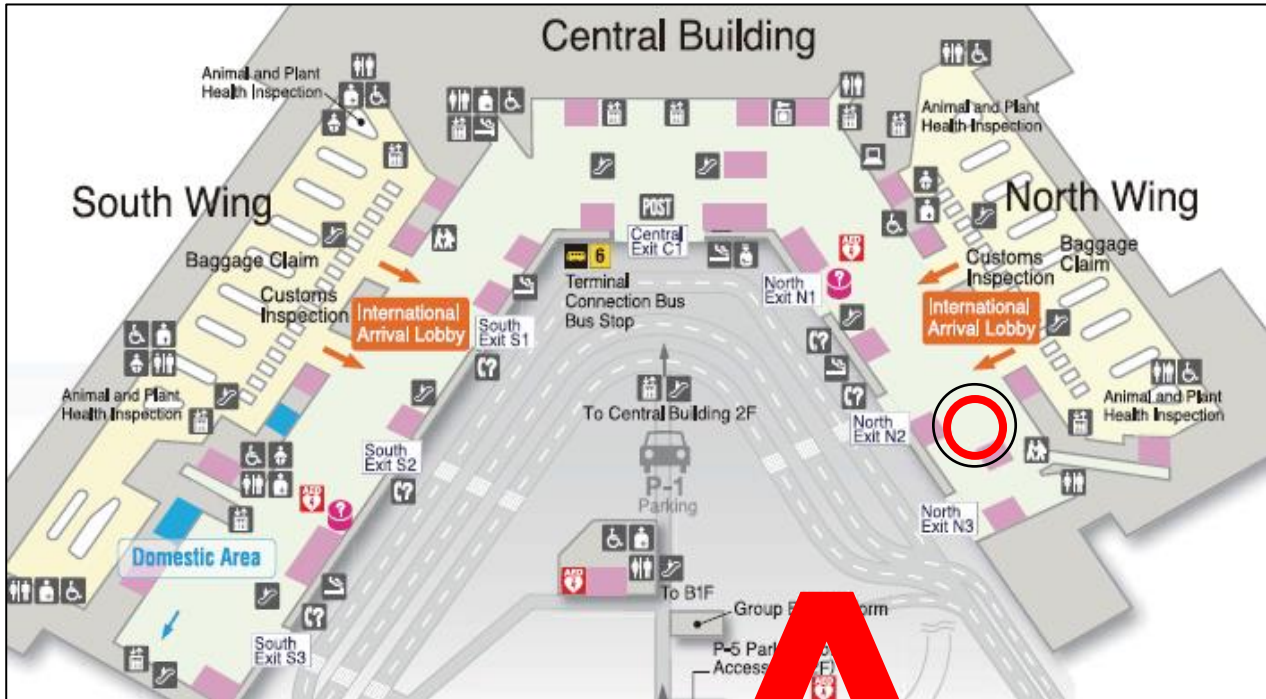 Central Building
Animal and Plant
Health Inspection
Animal and Plant
Health Inspection
South Wing
North Wing
POST
Central
Exit C1
AED
Baggage Claim
6
Terminal
Connection Bus
Bus Stop
North
Exit N1
Customs
Inspection
Baggage
Claim
Customs
Inspection
International
Arrival Lobby
International
Arrival Lobby
South
Exit S1
Animal and Plant
Health Inspection
To Central Building 2F
Animal and Plant
Health Inspection
North
Exit N2
South
Exit S2
P-1
Parking
AED
North
Exit N3
Domestic Area
AED
To B1F
Group
South
Exit S3
P-5
Access
A
AED